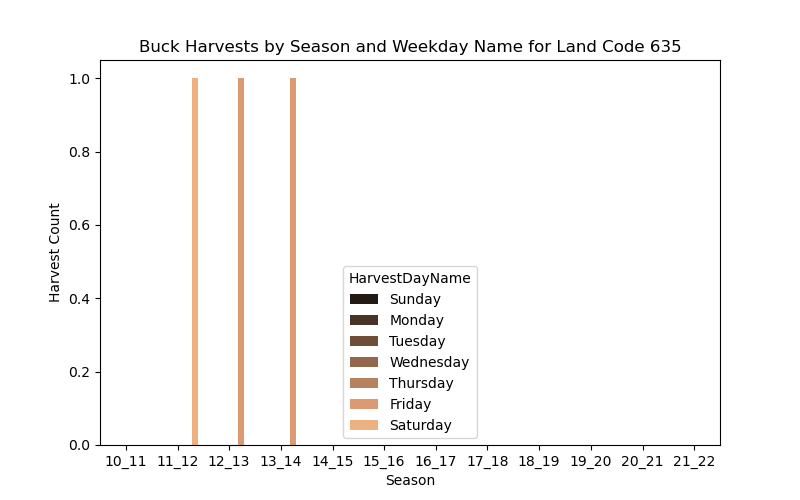 Buck Harvests by Season and Weekday Name for Land Code 635
Harvest Count
1.0
0.8
0.6
0.4
0.2
0.0
HarvestDayName
Sunday
Monday
Tuesday
Wednesday
Thursday
Friday
Saturday
10_11 11_12 12_13 13_14 14_15 15_16 16_17 17_18 18_19 19_20 20_21 21_22
Season